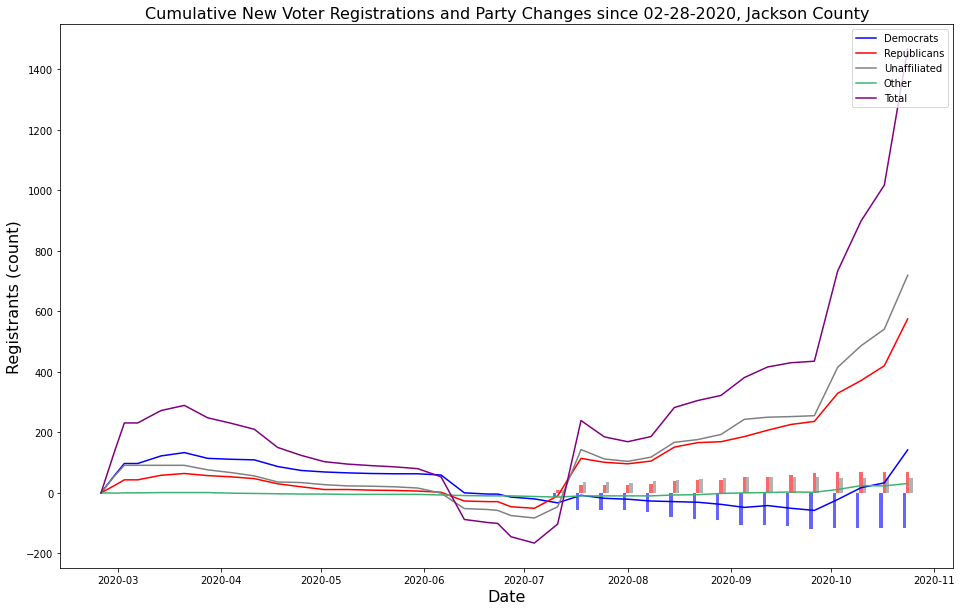 Cumulative New Voter Registrations and Party Changes since 02-28-2020, Jackson County
Democrats
Republicans
Unaffiliated
Other
Total
Registrants (count)
1400
1200
1000
800
600
400
200
0
−200
2020-03 2020-04 2020-05 2020-06 2020-07 2020-08 2020-09 2020-10 2020-11
Date